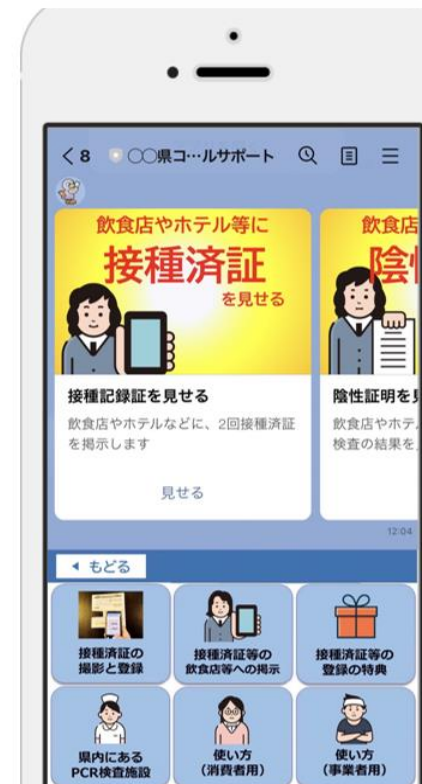 8 ○○県コ…ルサポート
飲食店やホテル等に
接種済証
を見せる
接種記録証を見せる
飲食店やホテルなどに、2回接種済証
を掲示します
見せる
飲食店
陰
陰性証明を
飲食店やホテ
検査の結果を
12:04
もどる
接種済証の
撮影と登録
接種済証等の
飲食店等への掲示
接種済証等の
登録の特典
県内にある
PCR検査施設
使い方
(消費者用)
使い方
(事業者用)